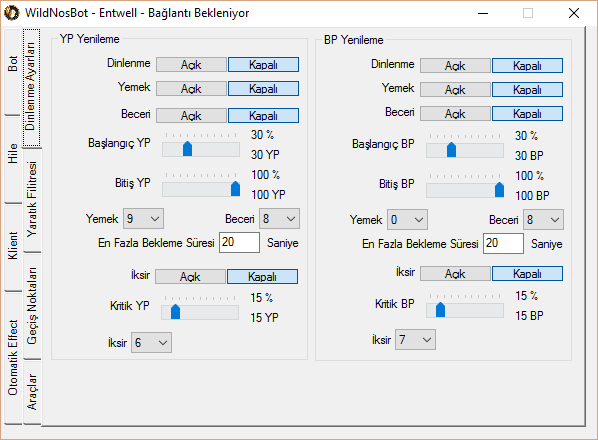 WildNosBot - Entwell - Bağlantı Bekleniyor
Bot
Hile
Klient
Otomatik Effect
Dinlenme Ayarları
Yaratık Filitresi
Geçiş Noktaları
Araçlar
YP Yenileme
Dinlenme Açık Kapalı
Yemek Açık Kapalı
Beceri Açık Kapalı
Başlangıç YP 30 %
30 YP
Bitiş YP 100 %
100 YP
Yemek 9 Beceri 8
En Fazla Bekleme Süresi 20 Saniye
İksir Açık Kapalı
Kritik YP 15 %
15 YP
İksir 6
BP Yenileme
Dinlenme Açık Kapalı
Yemek Açık Kapalı
Beceri Açık Kapalı
Başlangıç BP 30 %
30 BP
Bitiş BP 100 %
100 BP
Yemek 0 Beceri 8
En Fazla Bekleme Süresi 20 Saniye
İksir Açık Kapalı
Kritik BP 15 %
15 BP
İksir 7